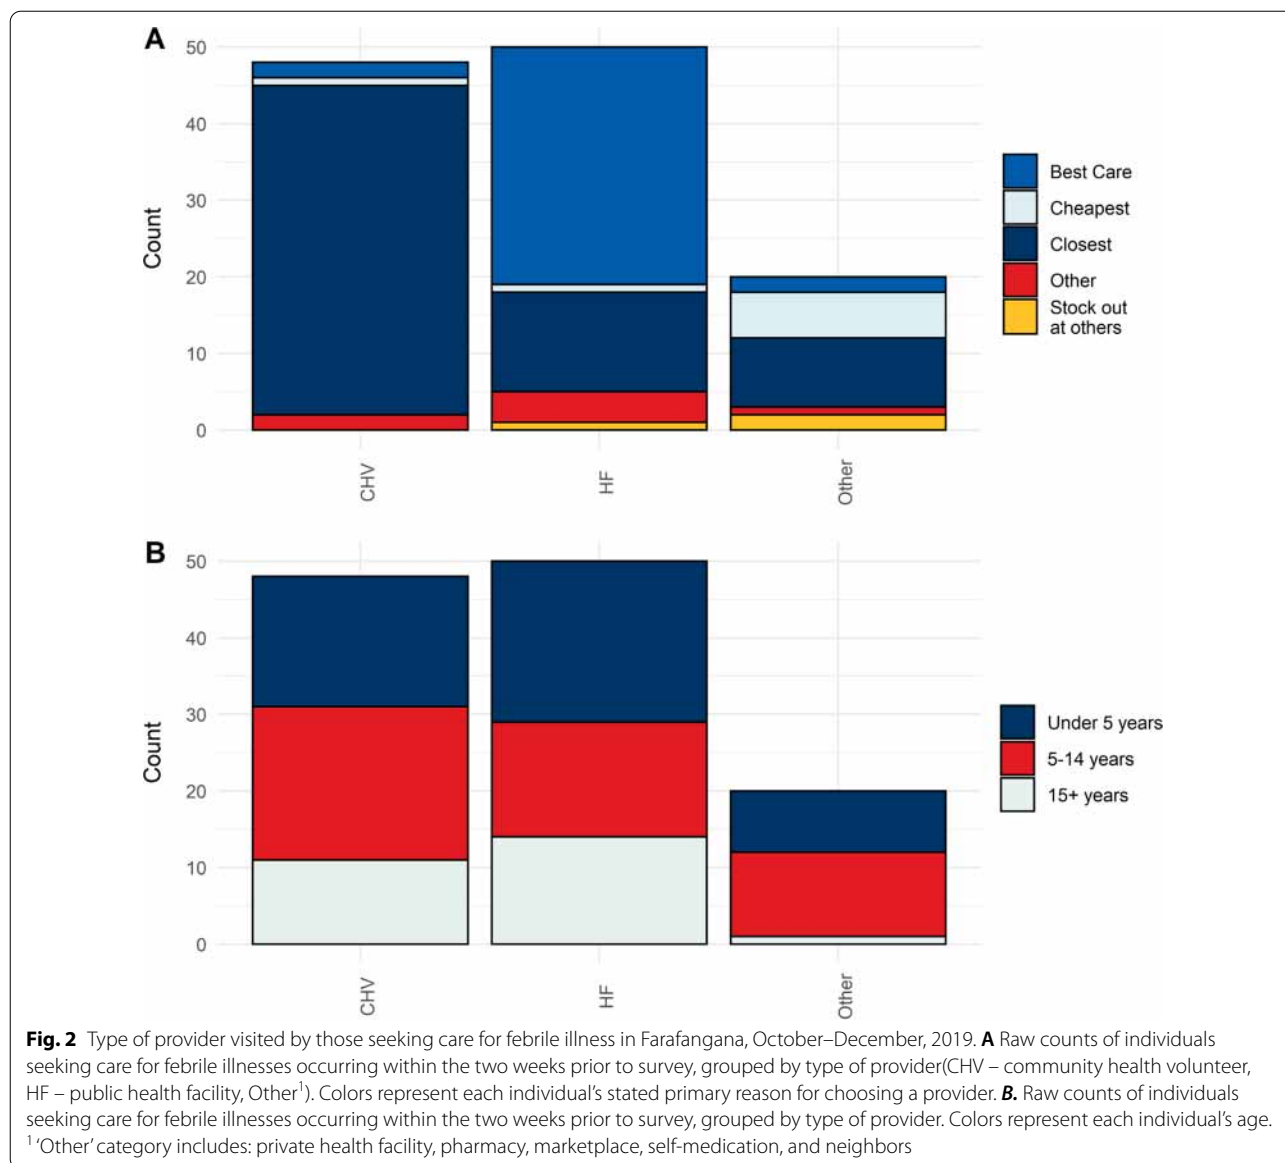 A
50
40
30
20
10
0
Count
CHV
HF
Other
Best Care
Cheapest
Closest
Other
Stock out
at others
B
50
40
30
20
10
0
Count
CHV
HF
Other
Under 5 years
5-14 years
15+ years
Fig. 2 Type of provider visited by those seeking care for febrile illness in Farafangana, October–December, 2019. A Raw counts of individuals
seeking care for febrile illnesses occurring within the two weeks prior to survey, grouped by type of provider(CHV – community health volunteer,
HF – public health facility, Other¹). Colors represent each individual’s stated primary reason for choosing a provider. B. Raw counts of individuals
seeking care for febrile illnesses occurring within the two weeks prior to survey, grouped by type of provider. Colors represent each individual’s age.
¹ ‘Other’ category includes: private health facility, pharmacy, marketplace, self-medication, and neighbors